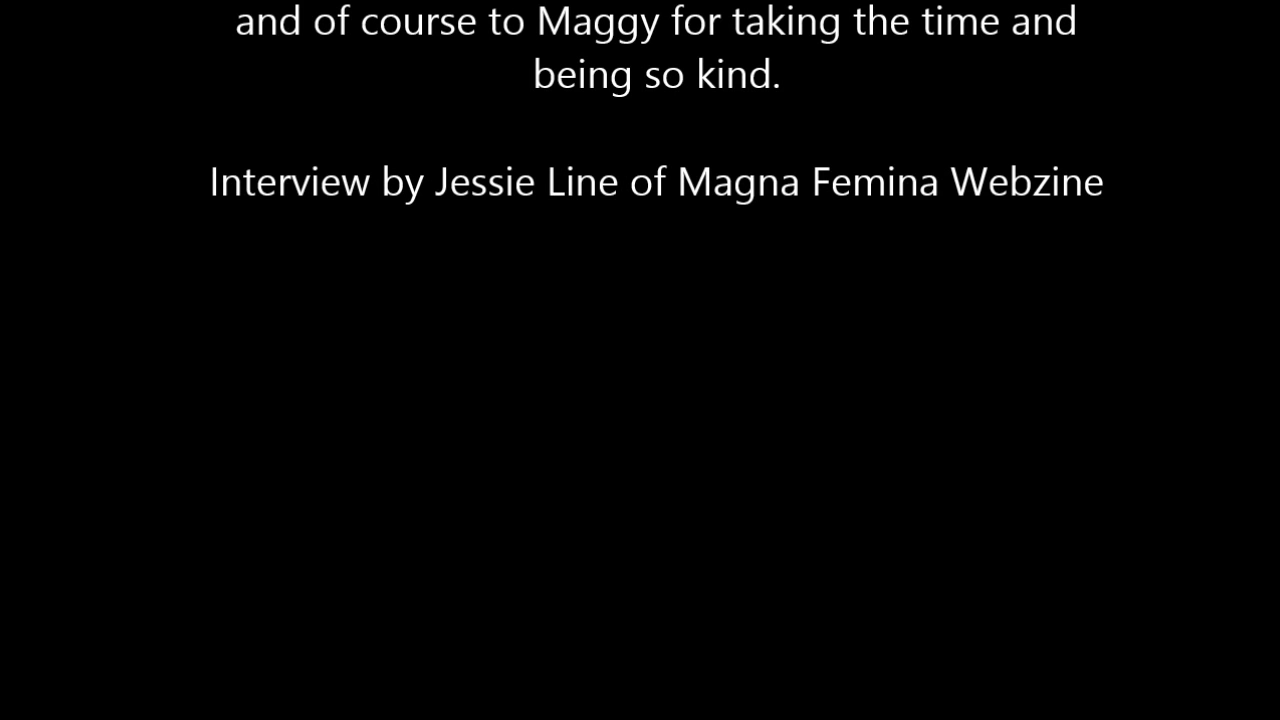 and of course to Maggy for taking the time and
being so kind.
Interview by Jessie Line of Magna Femina Webzine